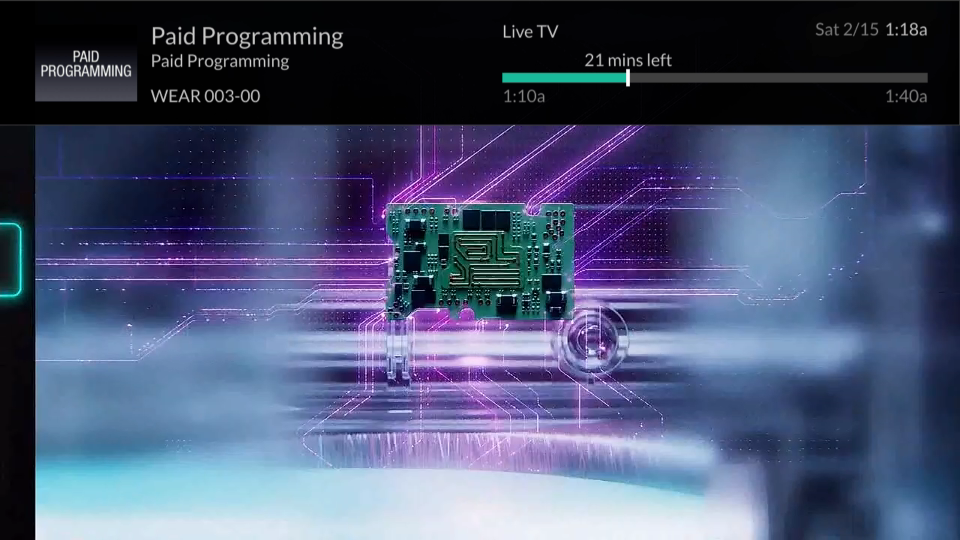 PAID
PROGRAMMING
Paid Programming
Paid Programming
WEAR 003-00
Live TV
Sat 2/15 1:18a
21 mins left
1:10a
1:40a